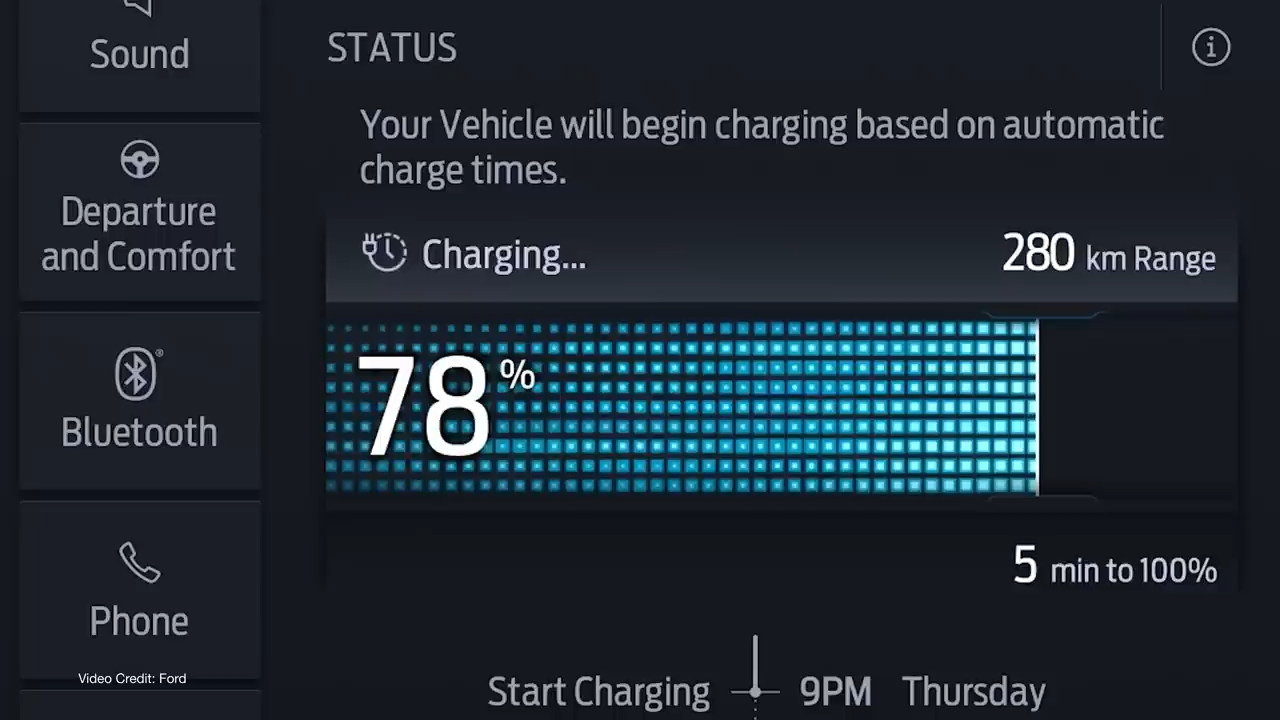 Sound
Departure
and Comfort
Bluetooth®
Phone
Video Credit: Ford
STATUS
Your Vehicle will begin charging based on automatic
charge times.
Charging...
280 km Range
78%
5 min to 100%
Start Charging 9PM Thursday